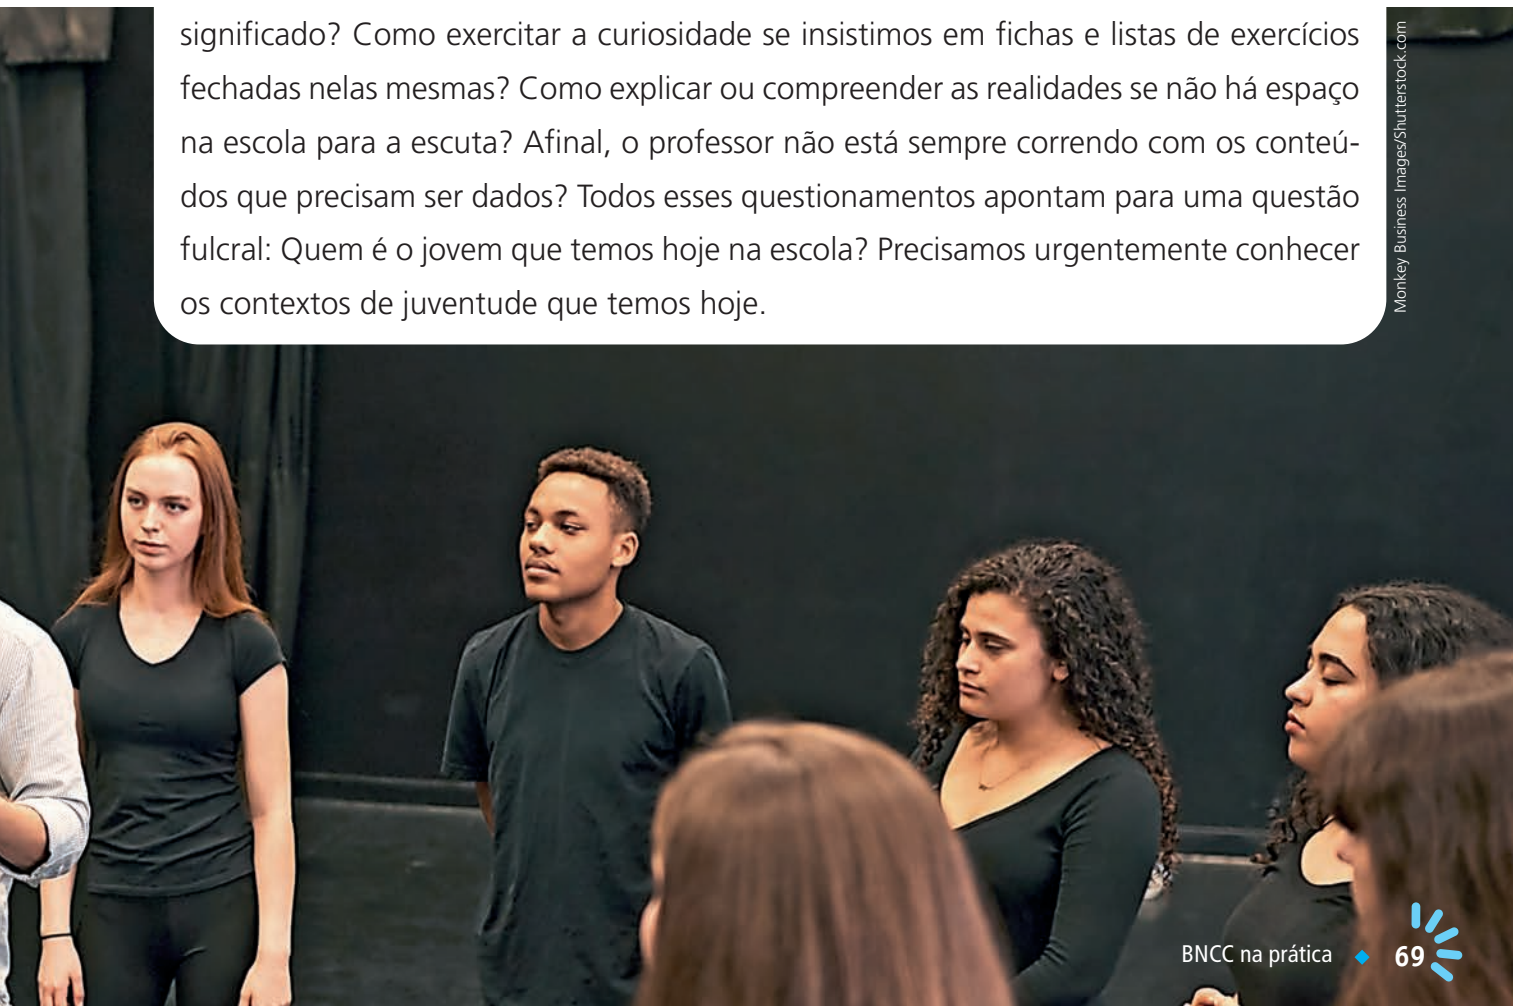 significado? Como exercitar a curiosidade se insistimos em fichas e listas de exercícios
fechadas nelas mesmas? Como explicar ou compreender as realidades se não há espaço
na escola para a escuta? Afinal, o professor não está sempre correndo com os conteú-
dos que precisam ser dados? Todos esses questionamentos apontam para uma questão
fulcral: Quem é o jovem que temos hoje na escola? Precisamos urgentemente conhecer
os contextos de juventude que temos hoje.
Monkey Business Images/Shutterstock.com
BNCC na prática ◆ 69